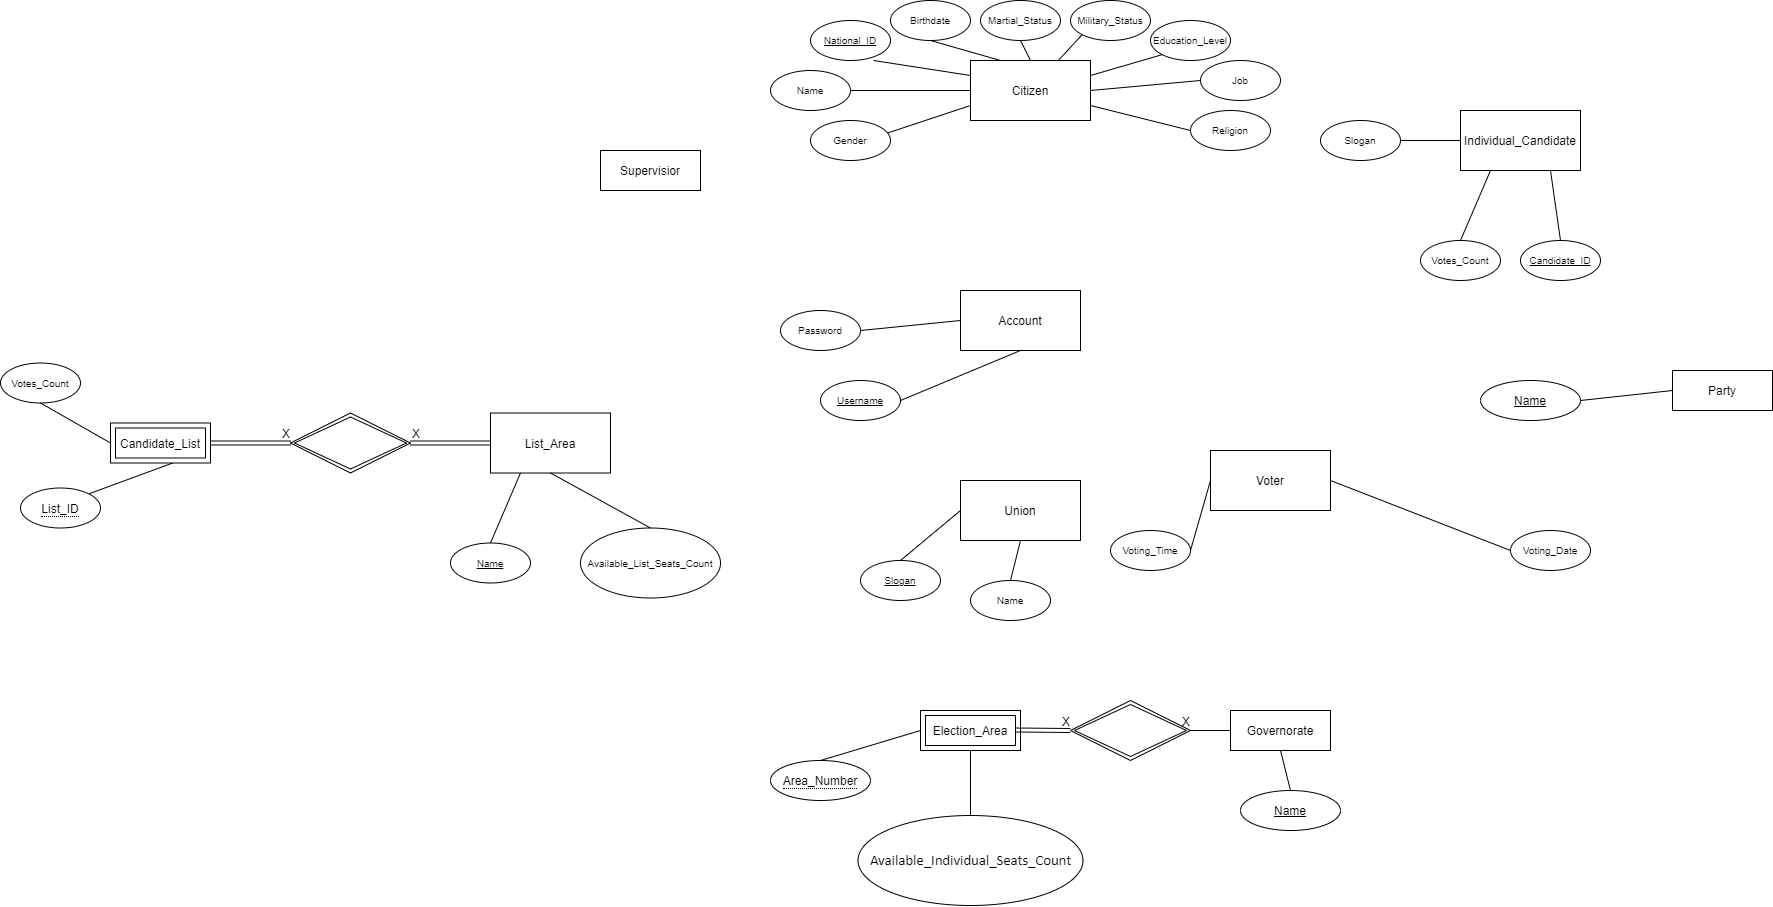 Birthdate
Martial_Status
Military_Status
National_ID
Education_Level
Name
Citizen
Job
Gender
Religion
Supervisior
Slogan
Individual_Candidate
Votes_Count
Candidate_ID
Password
Account
Username
Votes_Count
Candidate_List
X
X
List_Area
List_ID
Name
Available_List_Seats_Count
Name
Party
Union
Slogan
Name
Voter
Voting_Time
Voting_Date
Election_Area
X
X
Governorate
Area_Number
Name
Available_Individual_Seats_Count